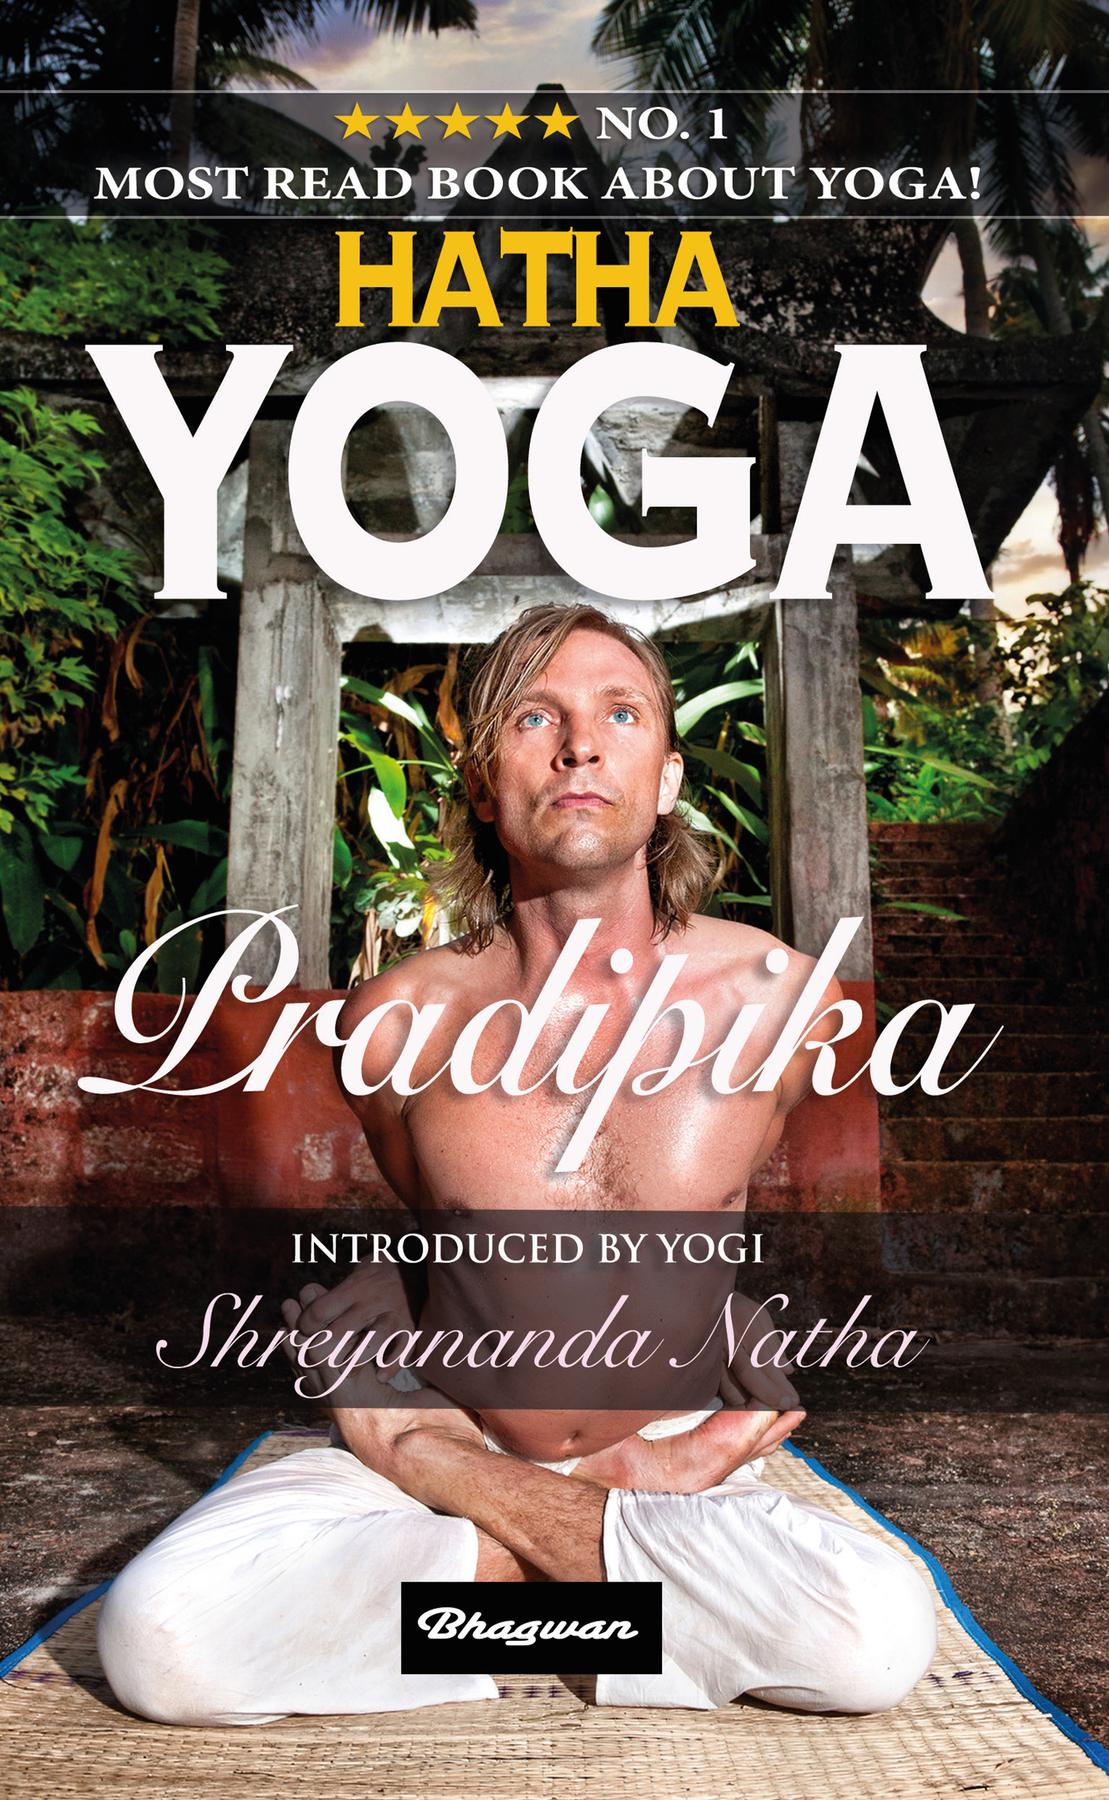 ★★★★★ NO. 1
MOST READ BOOK ABOUT YOGA!
HATHA
YOGA
Pradipika
INTRODUCED BY YOGI
Shreyananda Natha
Bhagwan